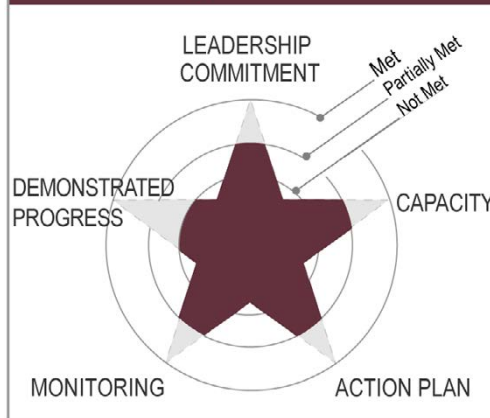 LEADERSHIP
COMMITMENT
Met
Partially Met
Not Met
DEMONSTRATED
PROGRESS
CAPACITY
MONITORING
ACTION PLAN